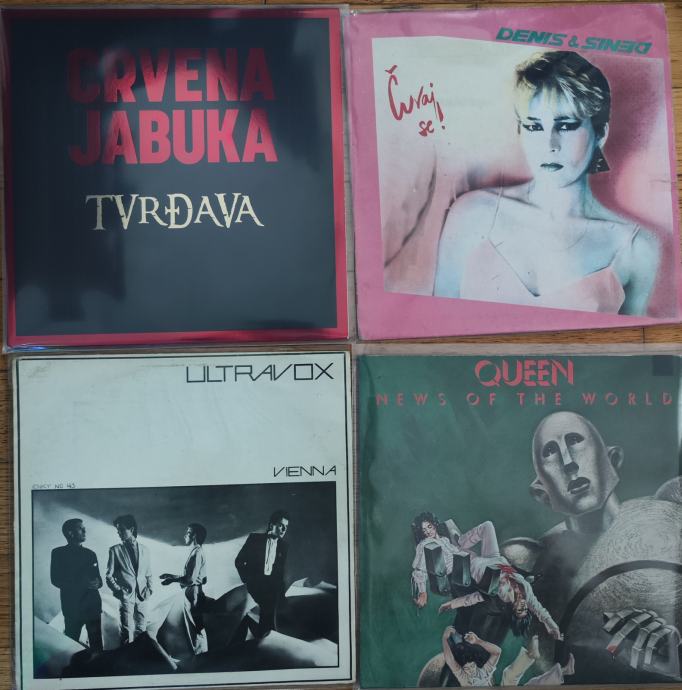 CRVENA
JABUKA
TVRĐAVA
DENIS & DENIS
Čuvaj
se!
ULTRAVOX
VIENNA
QUEEN
NEWS OF THE WORLD